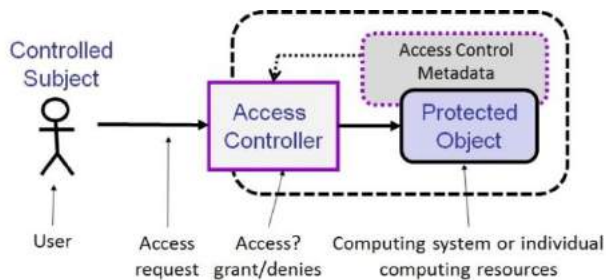 Controlled
Subject
Access Control
Metadata
Access
Controller
Protected
Object
User
Access
request
Access?
grant/denies
Computing system or individual
computing resources